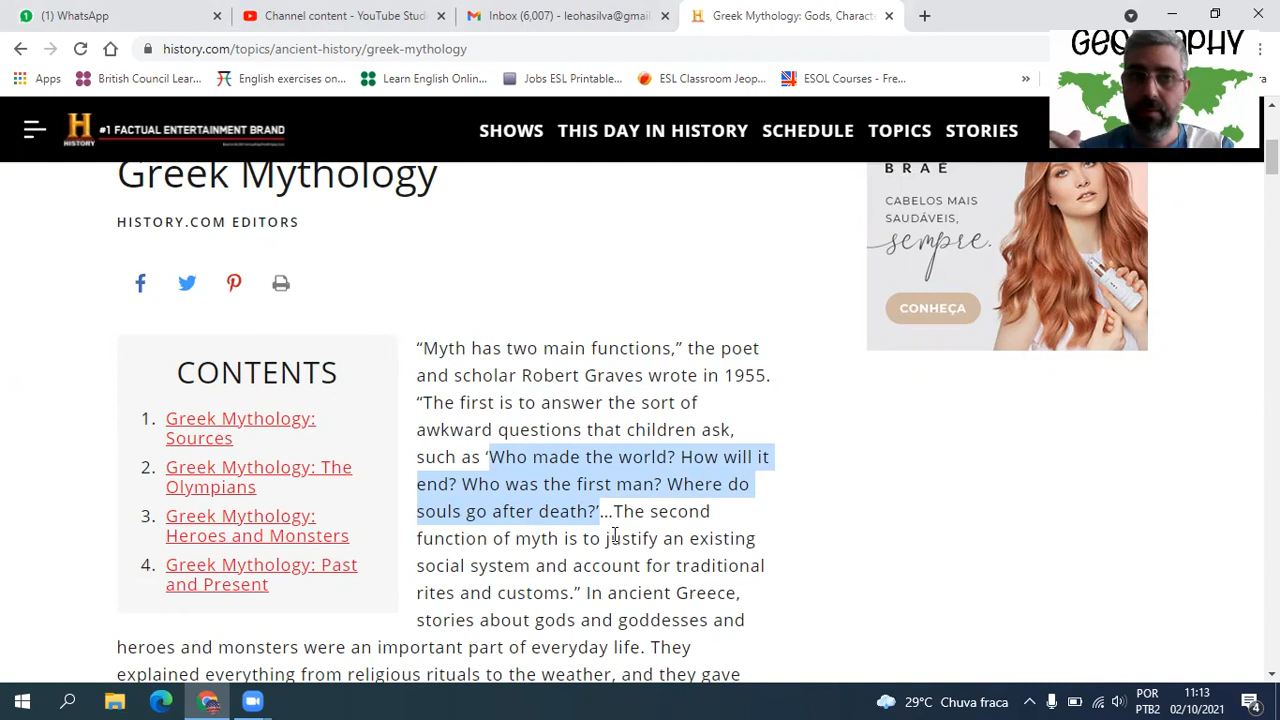 (1) WhatsApp
Channel content - YouTube Stud
Inbox (6,007) - leohasilva@gmail
Greek Mythology: Gods, Charact
history.com/topics/ancient-history/greek-mythology
GEOGRAPHY
Apps
British Council Lear...
English exercises on...
Learn English Onlin...
Jobs ESL Printable...
ESL Classroom Jeop...
ESOL Courses - Fre...
»
H
HISTORY
#1 FACTUAL ENTERTAINMENT BRAND
SHOWS
THIS DAY IN HISTORY
SCHEDULE
TOPICS
STORIES
Greek Mythology
HISTORY.COM EDITORS
BRAÉ
CABELOS MAIS
SAUDÁVEIS,
sempre.
CONHEÇA
CONTENTS
1. Greek Mythology:
Sources
2. Greek Mythology: The
Olympians
3. Greek Mythology:
Heroes and Monsters
4. Greek Mythology: Past
and Present
“Myth has two main functions,” the poet
and scholar Robert Graves wrote in 1955.
“The first is to answer the sort of
awkward questions that children ask,
such as ‘Who made the world? How will it
end? Who was the first man? Where do
souls go after death?’…The second
function of myth is to justify an existing
social system and account for traditional
rites and customs.” In ancient Greece,
stories about gods and goddesses and
heroes and monsters were an important part of everyday life. They
explained everything from religious rituals to the weather, and they gave
29°C Chuva fraca
POR
PTB2
11:13
02/10/2021
4